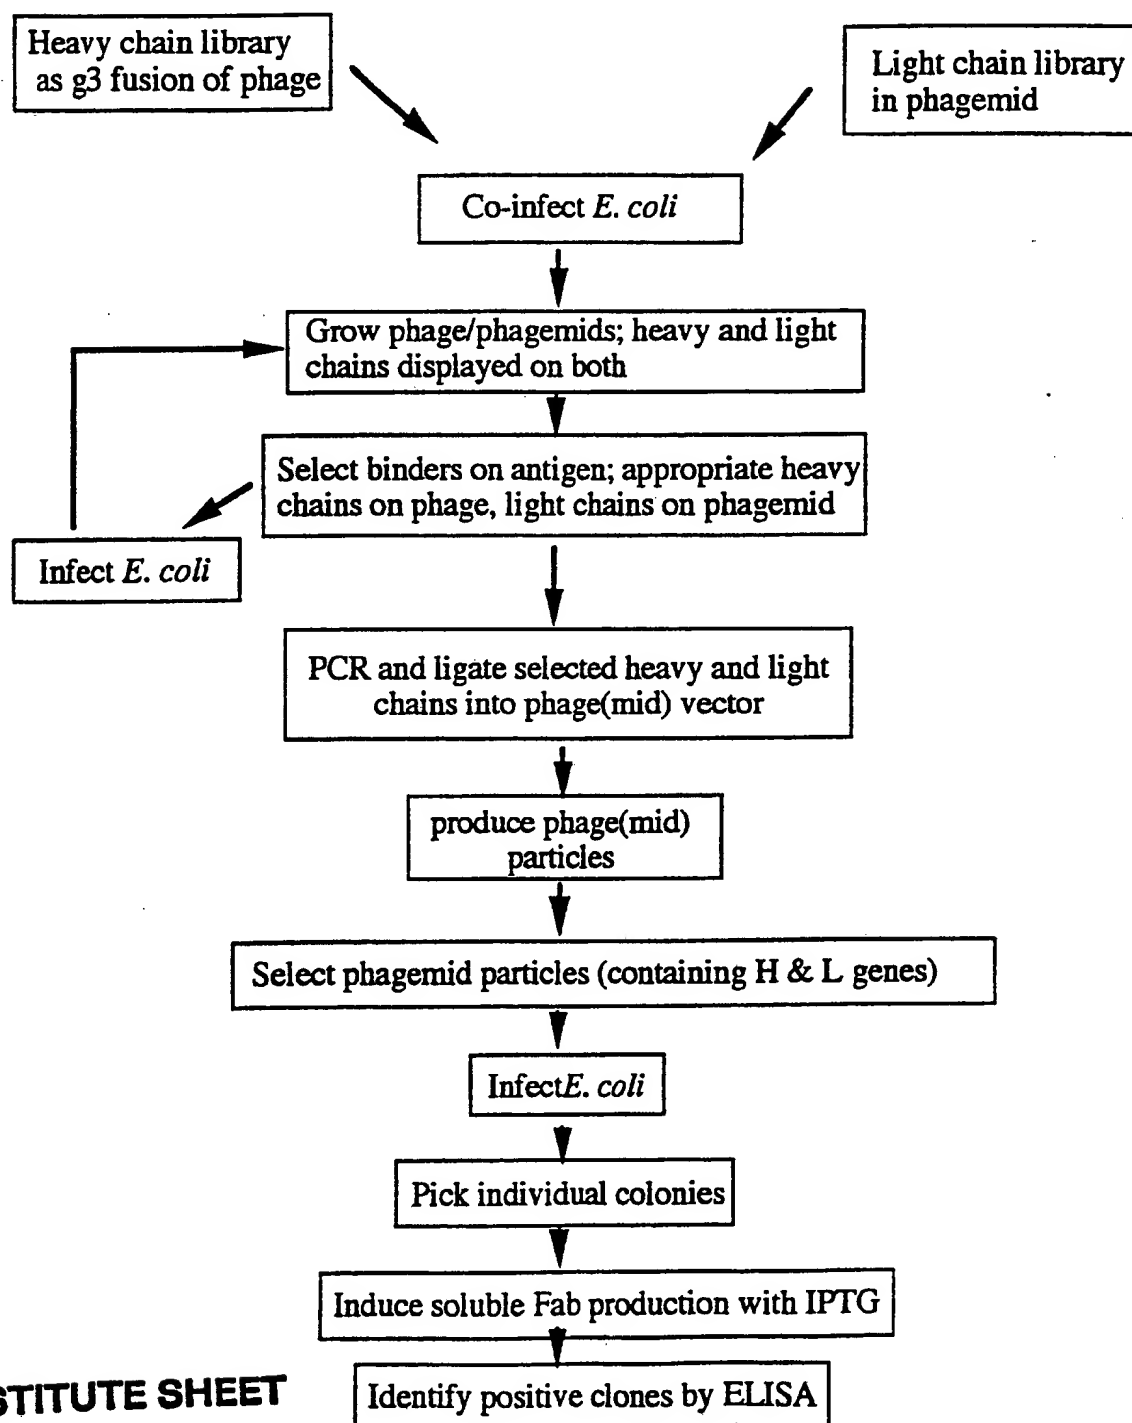 Heavy chain library
as g3 fusion of phage
Light chain library
in phagemid
Co-infect E. coli
Grow phage/phagemids; heavy and light
chains displayed on both
Select binders on antigen; appropriate heavy
chains on phage, light chains on phagemid
Infect E. coli
PCR and ligate selected heavy and light
chains into phage(mid) vector
produce phage(mid)
particles
Select phagemid particles (containing H & L genes)
InfectE. coli
Pick individual colonies
Induce soluble Fab production with IPTG
Identify positive clones by ELISA
STITUTE SHEET